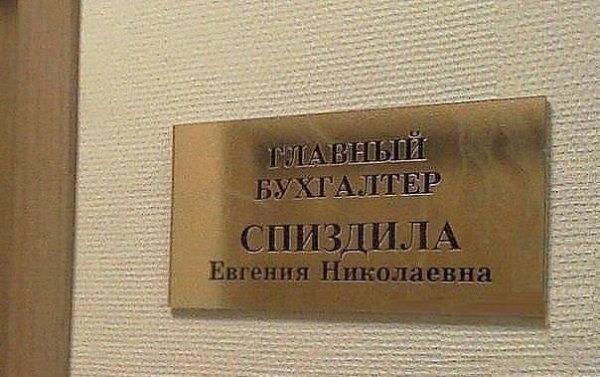 ГЛАВНЫЙ
БУХГАЛТЕР
СПИЗДИЛА
Евгения Николаевна